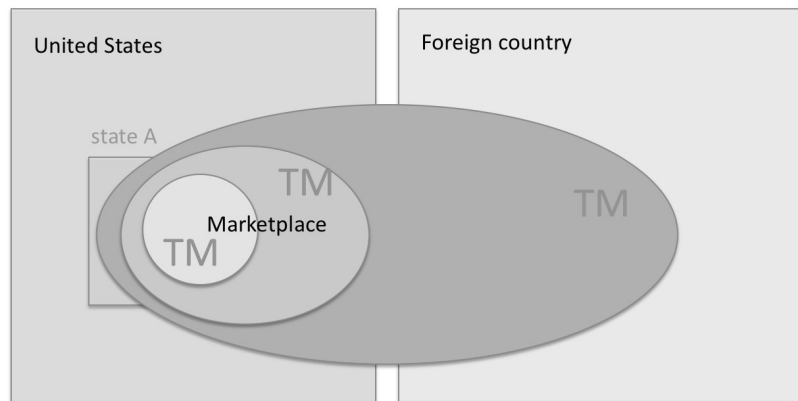 United States
Foreign country
state A
TM
TM
Marketplace
TM